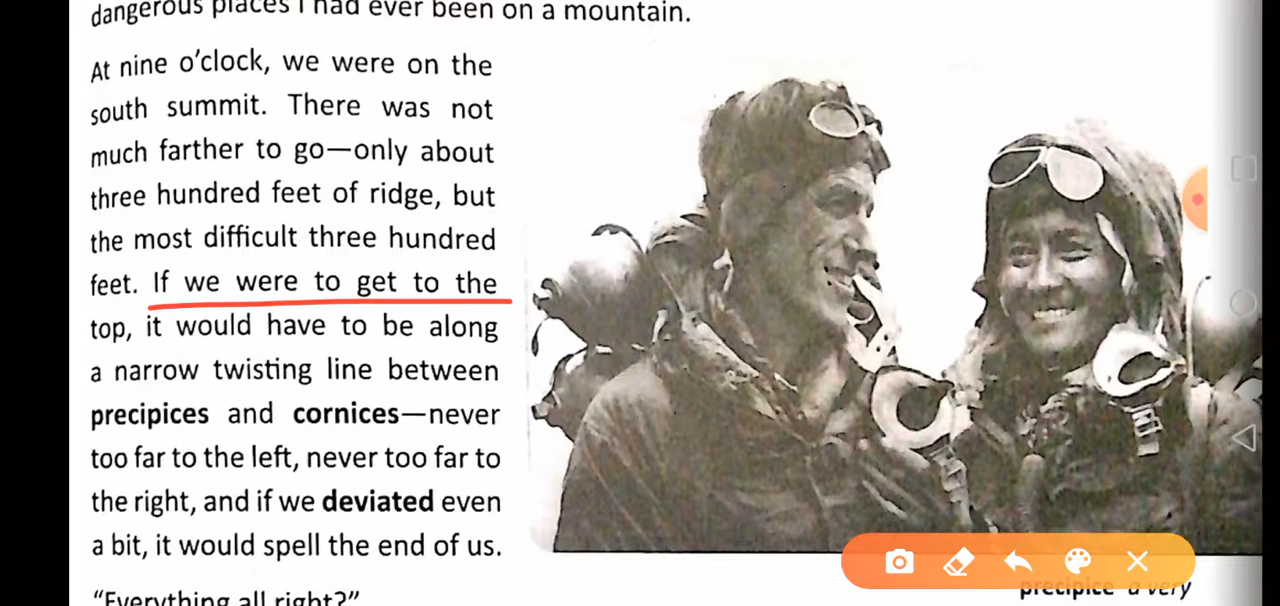 dangerous places I had ever been on a mountain.
At nine o'clock, we were on the
south summit. There was not
much farther to go—only about
three hundred feet of ridge, but
the most difficult three hundred
feet. If we were to get to the
top, it would have to be along
a narrow twisting line between
precipices and cornices—never
too far to the left, never too far to
the right, and if we deviated even
a bit, it would spell the end of us.
"Everything all right?"
precipice a very